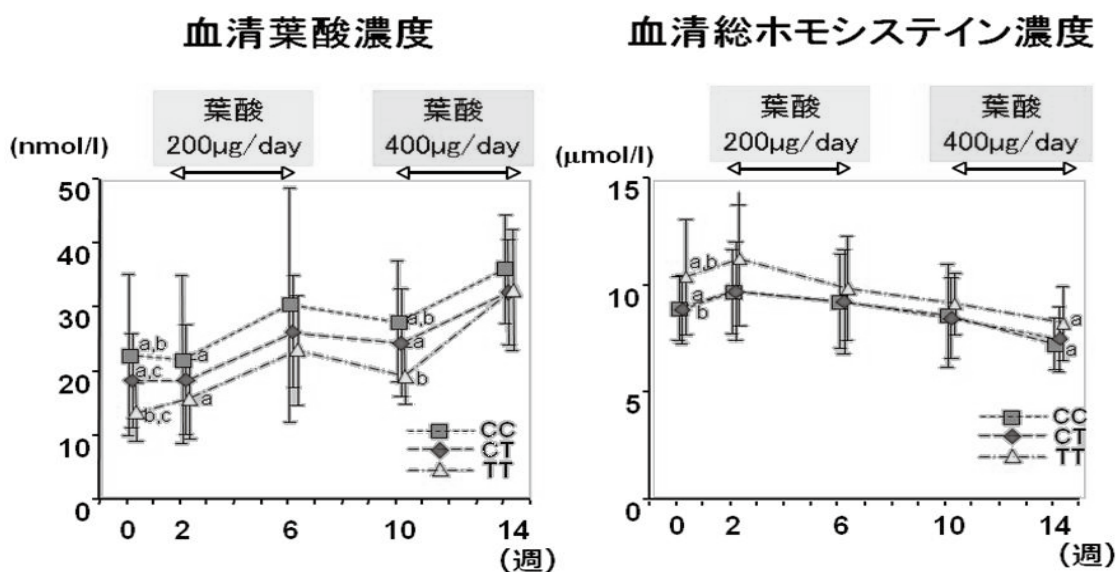 血清葉酸濃度
葉酸
200μg/day
葉酸
400μg/day
(nmol/l)
50
40
30
20
10
0
a,b
a,c
b,c
a
a
a,b
a
b
CC
CT
TT
0
2
6
10
14
(週)
血清総ホモシステイン濃度
葉酸
200μg/day
葉酸
400μg/day
(μmol/l)
15
10
5
0
a,b
a
b
a
a
CC
CT
TT
0
2
6
10
14
(週)